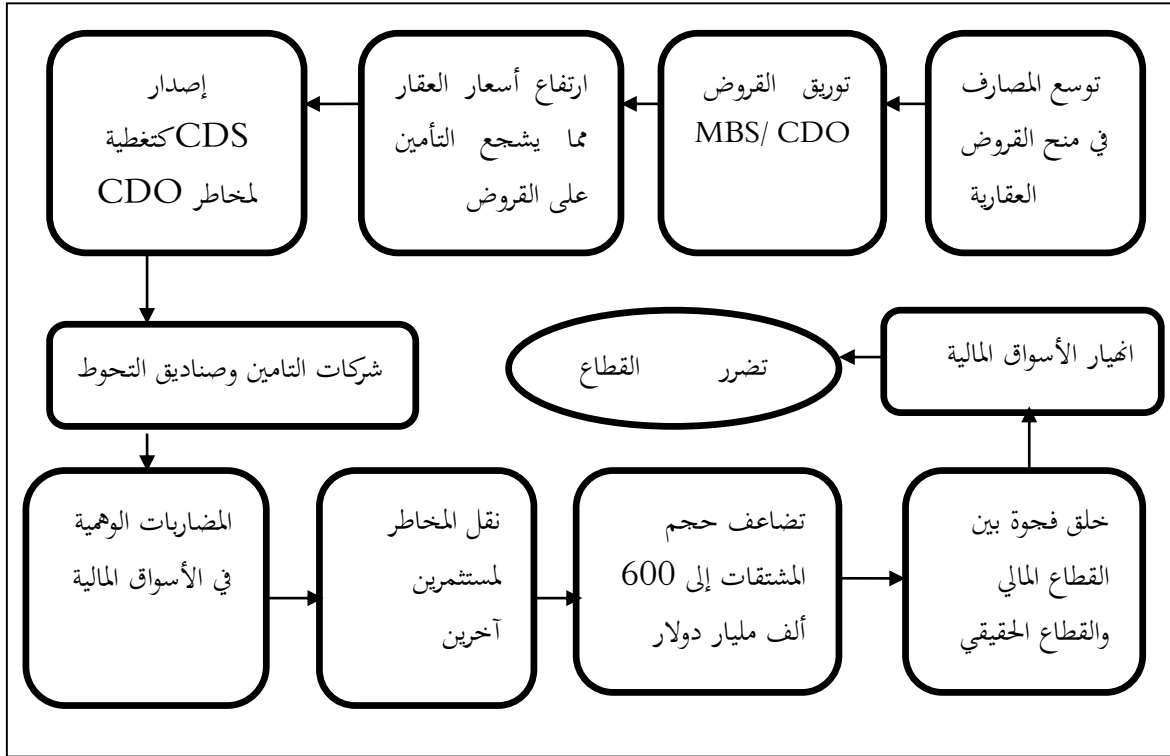 توسع المصارف
في منح القروض
العقارية
توريق القروض
MBS/ CDO
ارتفاع أسعار العقار
مما يشجع التأمين
على القروض
إصدار
CDSكتغطية
لمخاطر CDO
شركات التامين وصناديق التحوط
المضاربات الوهمية
في الأسواق المالية
نقل المخاطر
لمستثمرين
آخرين
تضاعف حجم
المشتقات إلى 600
ألف مليار دولار
خلق فجوة بين
القطاع المالي
والقطاع الحقيقي
انهيار الأسواق المالية
تضرر القطاع